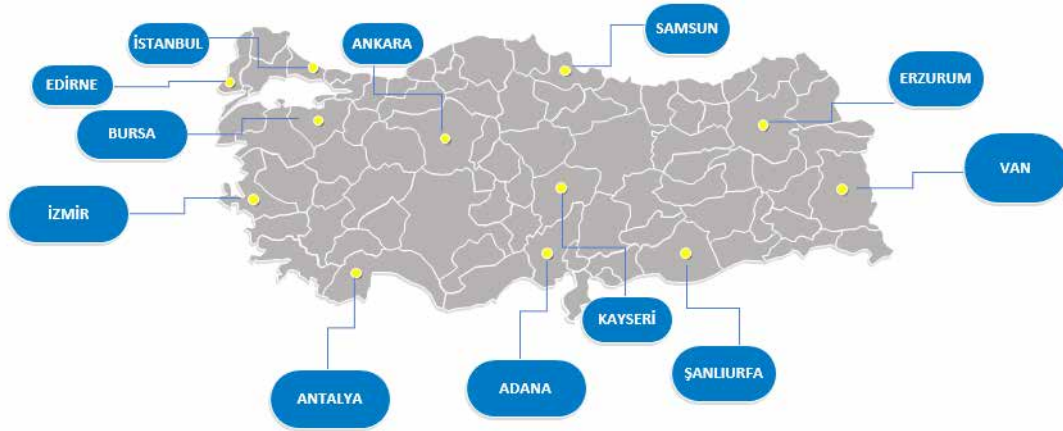 SAMSUN
İSTANBUL
ANKARA
ERZURUM
EDİRNE
BURSA
VAN
İZMİR
KAYSERİ
ŞANLIURFA
ADANA
ANTALYA